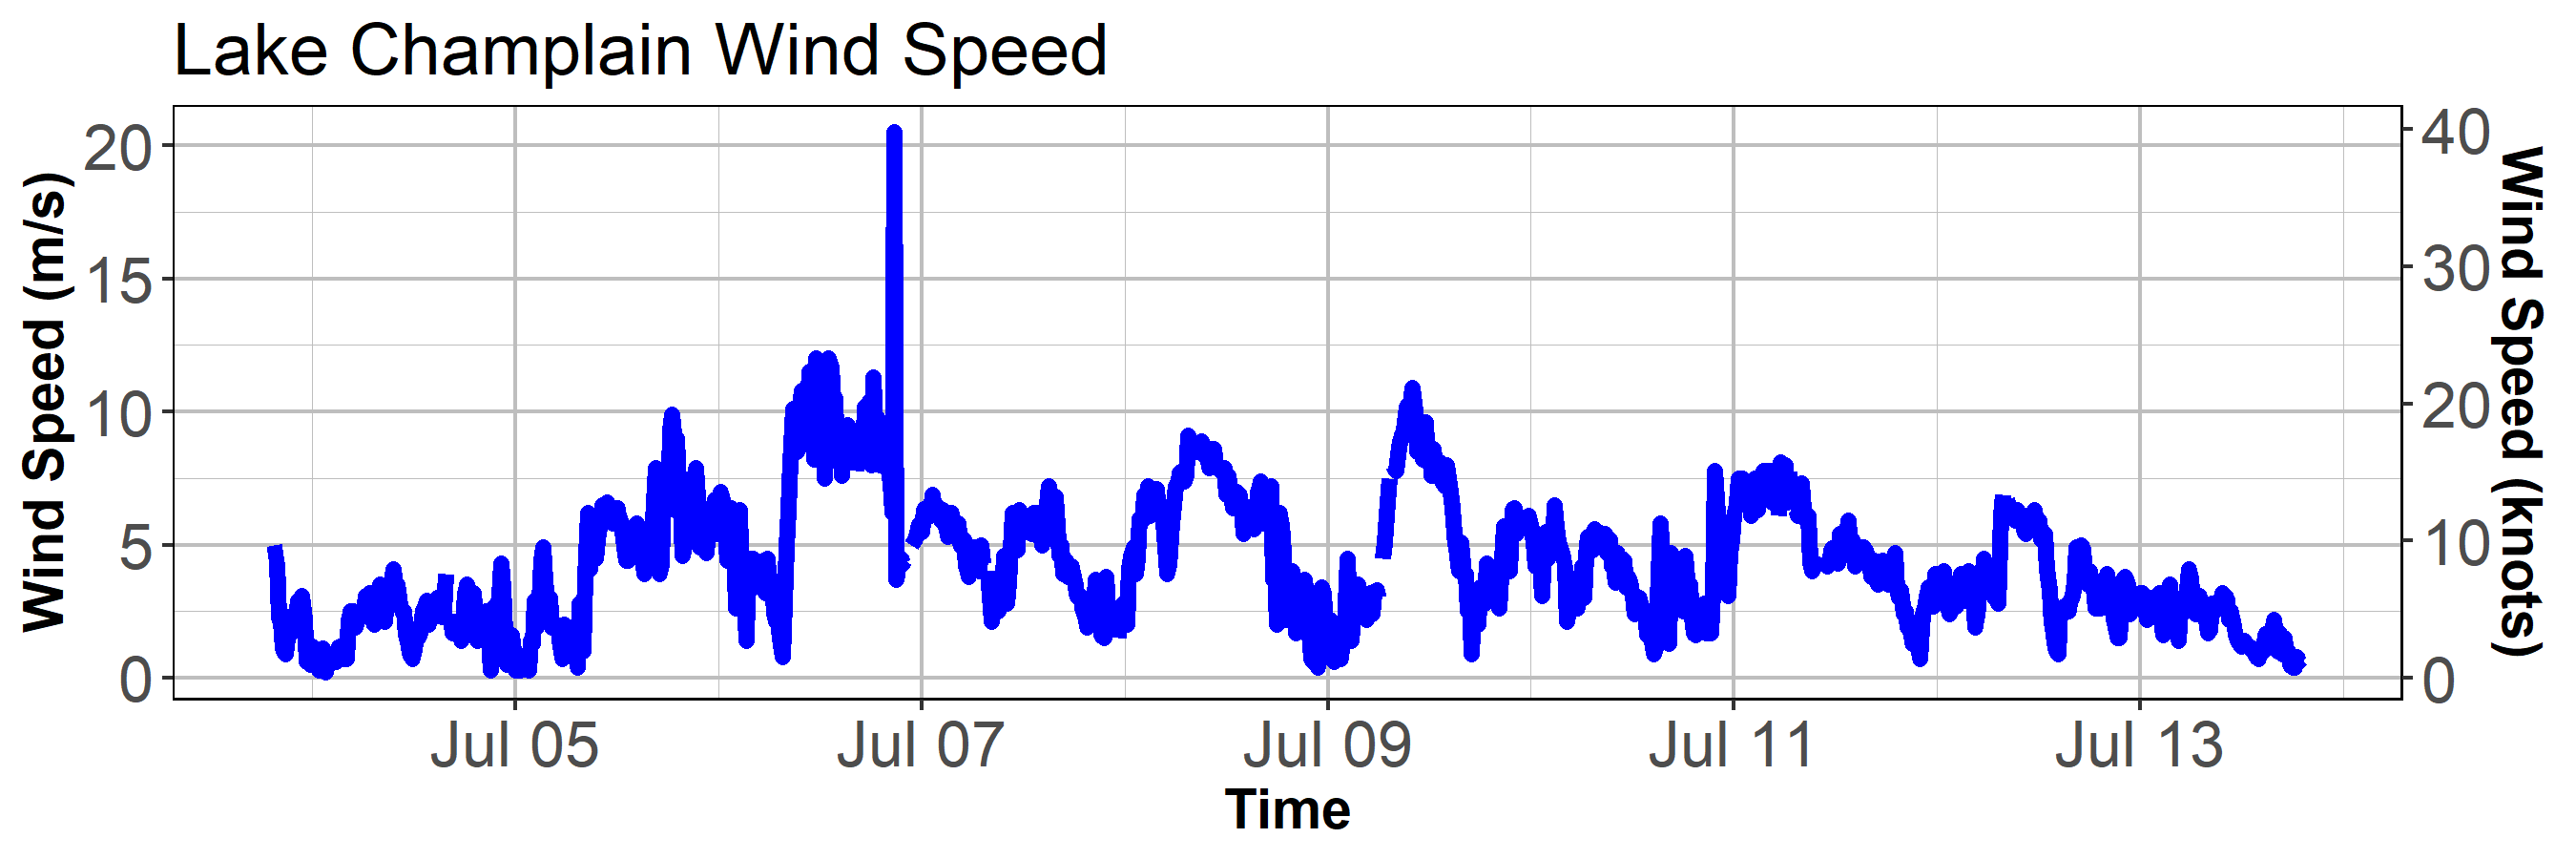 Lake Champlain Wind Speed
Wind Speed (m/s)
20
15
10
5
0
40
30
20
10
0
Wind Speed (knots)
Jul 05
Jul 07
Jul 09
Jul 11
Jul 13
Time